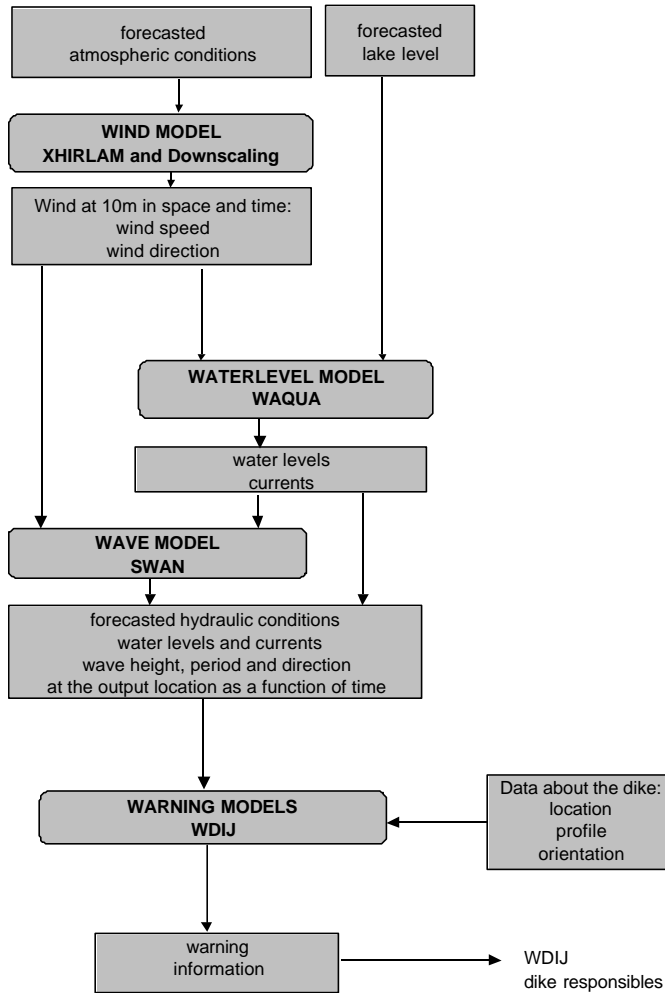 forecasted
atmospheric conditions
forecasted
lake level
WIND MODEL
XHIRLAM and Downscaling
Wind at 10m in space and time:
wind speed
wind direction
WATERLEVEL MODEL
WAQUA
water levels
currents
WAVE MODEL
SWAN
forecasted hydraulic conditions
water levels and currents
wave height, period and direction
at the output location as a function of time
WARNING MODELS
WDIJ
Data about the dike:
location
profile
orientation
warning
information
WDIJ
dike responsibles